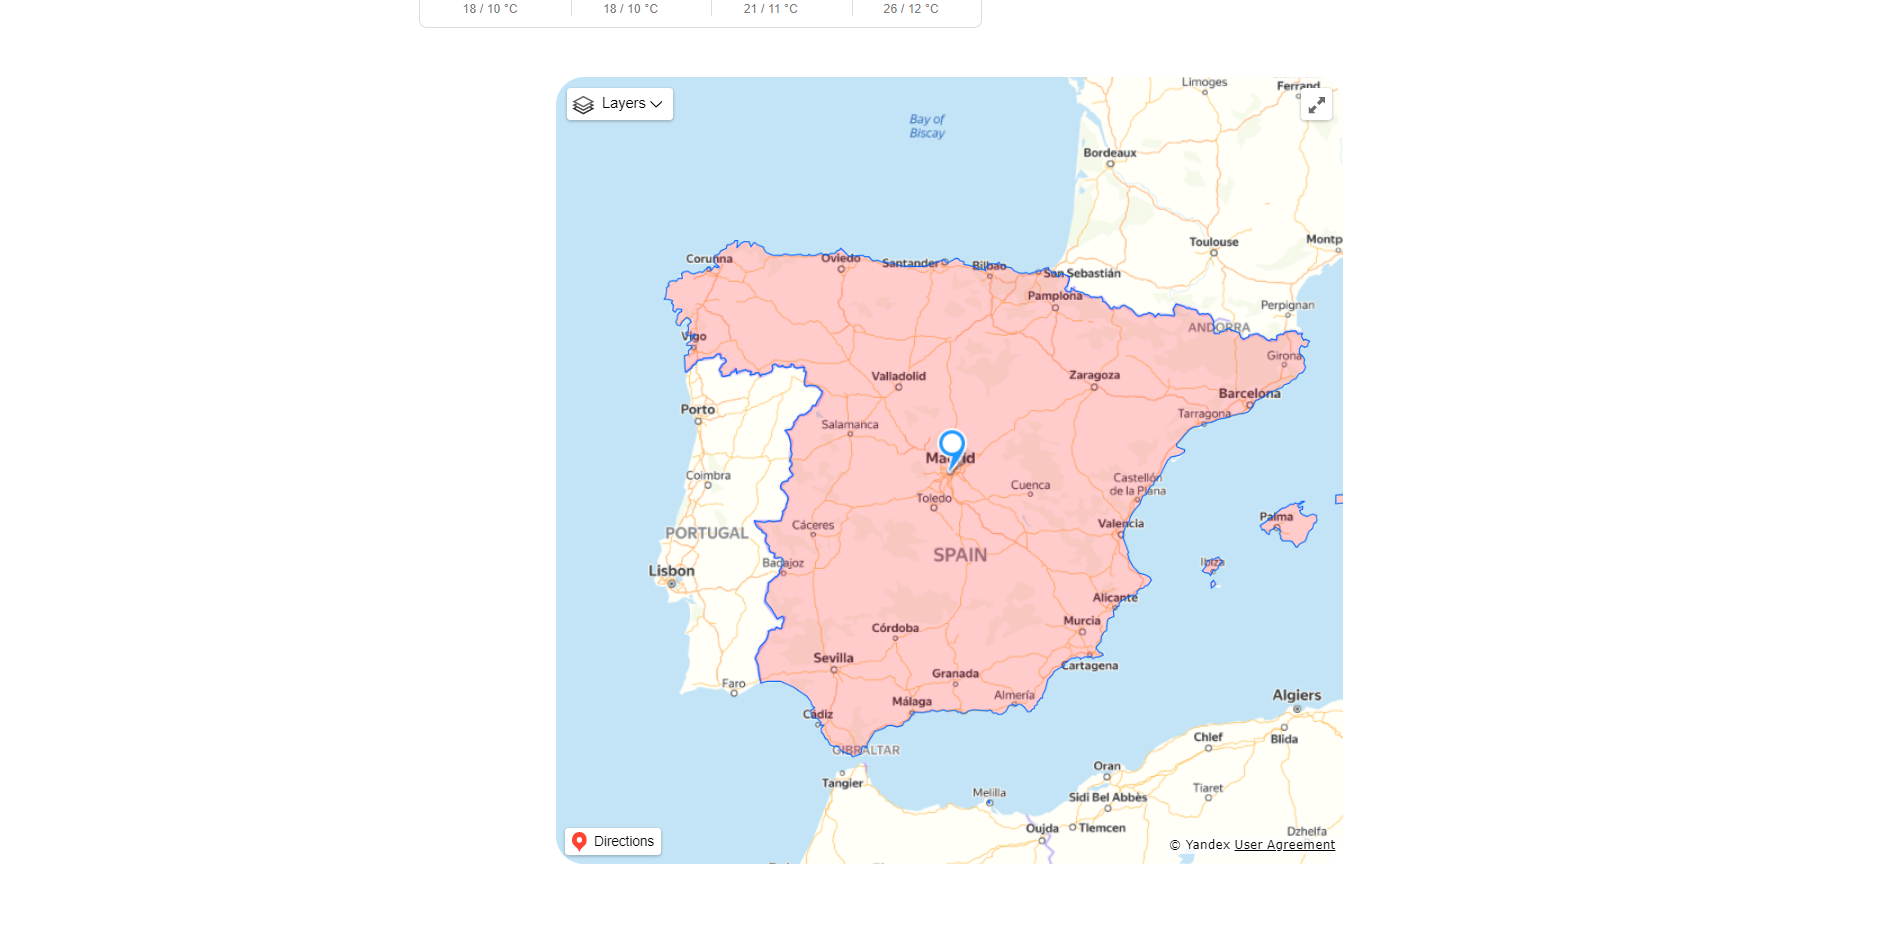 18 / 10 °C
18 / 10 °C
21 / 11 °C
26 / 12 °C
Layers
Limoges
Ferrand
Bay of
Biscay
Bordeaux
Toulouse
Montp
Corunna
Oviedo
Santander
Bilbao
San Sebastián
Pamplona
Perpignan
ANDORRA
Vigo
Girona
Valladolid
Zaragoza
Barcelona
Porto
Tarragona
Salamanca
Madrid
Coimbra
Cuenca
Castellón
de la Plana
Toledo
Palma
Cáceres
Valencia
PORTUGAL
SPAIN
Badajoz
Ibiza
Lisbon
Alicante
Murcia
Córdoba
Sevilla
Cartagena
Granada
Faro
Almería
Málaga
Algiers
Cádiz
GIBRALTAR
Chlef
Blida
Oran
Tangier
Melilla
Tiaret
Sidi Bel Abbès
Oujda
Tlemcen
Dzhelfa
Directions
© Yandex User Agreement